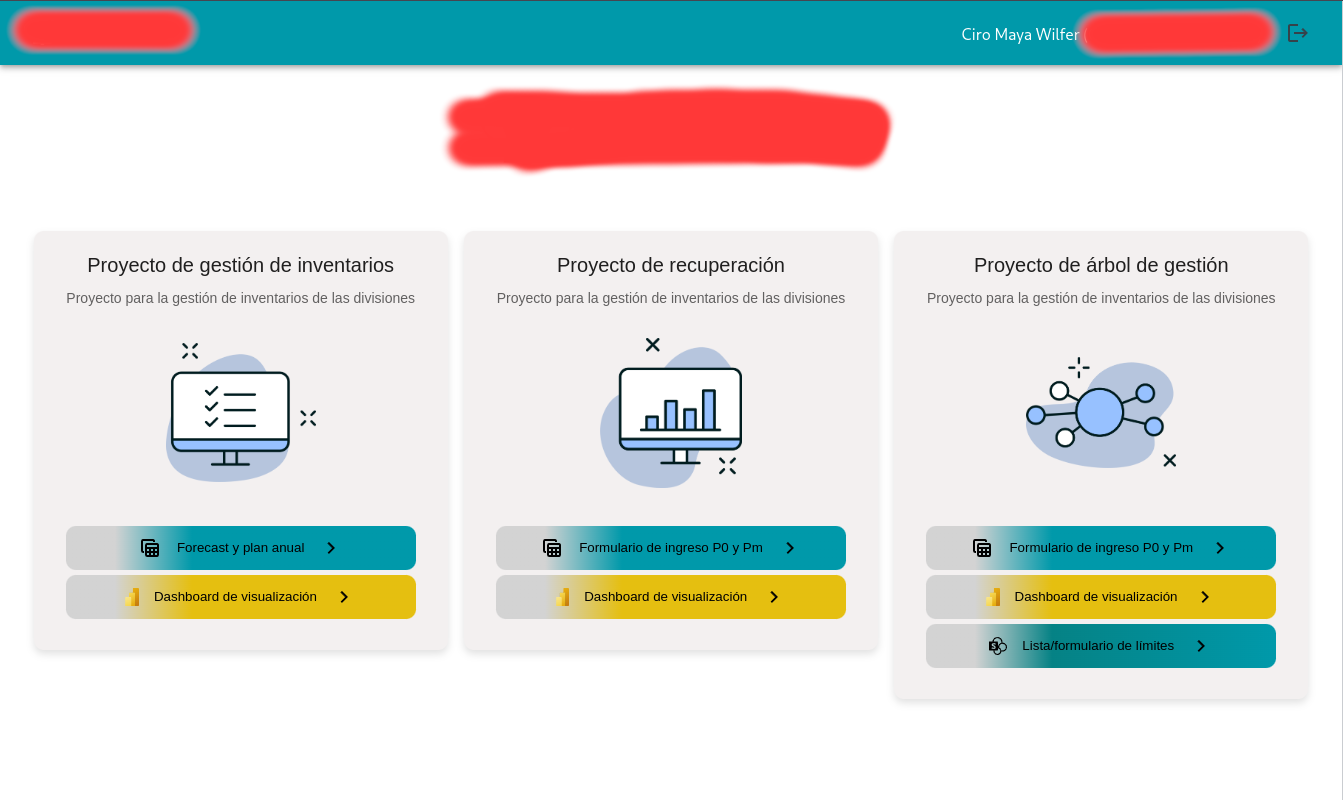 Ciro Maya Wilfer
Proyecto de gestión de inventarios
Proyecto para la gestión de inventarios de las divisiones
Forecast y plan anual
Dashboard de visualización
Proyecto de recuperación
Proyecto para la gestión de inventarios de las divisiones
Formulario de ingreso P0 y Pm
Dashboard de visualización
Proyecto de árbol de gestión
Proyecto para la gestión de inventarios de las divisiones
Formulario de ingreso P0 y Pm
Dashboard de visualización
Lista/formulario de límites